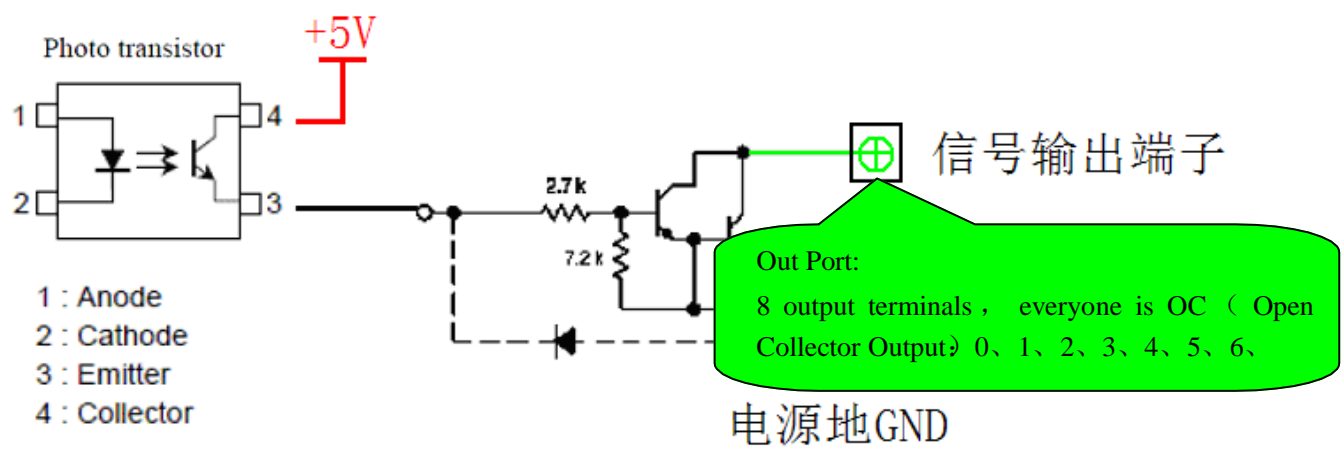 Photo transistor
+5V
1
4
2
3
1 : Anode
2 : Cathode
3 : Emitter
4 : Collector
2.7k
7.2 k
信号输出端子
Out Port:
8 output terminals， everyone is OC （ Open
Collector Output）0、1、2、3、4、5、6、
电源地GND